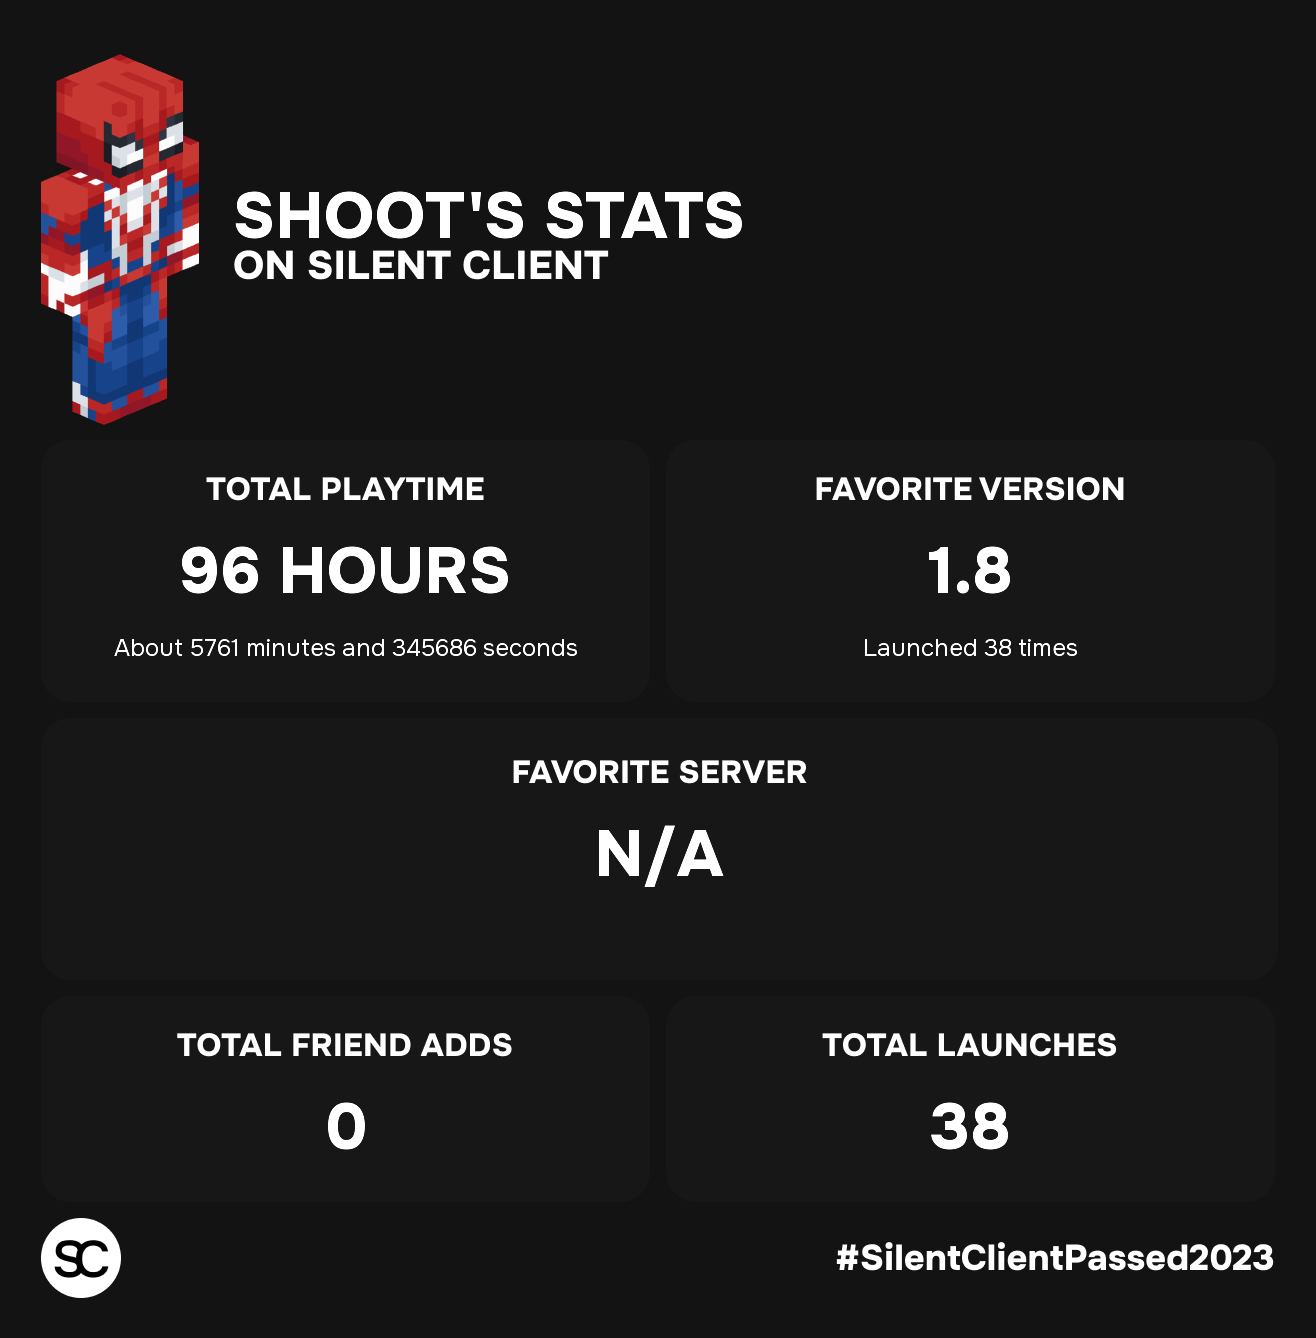 SHOOT'S STATS
ON SILENT CLIENT
TOTAL PLAYTIME
96 HOURS
About 5761 minutes and 345686 seconds
FAVORITE VERSION
1.8
Launched 38 times
FAVORITE SERVER
N/A
TOTAL FRIEND ADDS
0
TOTAL LAUNCHES
38
SC
#SilentClientPassed2023